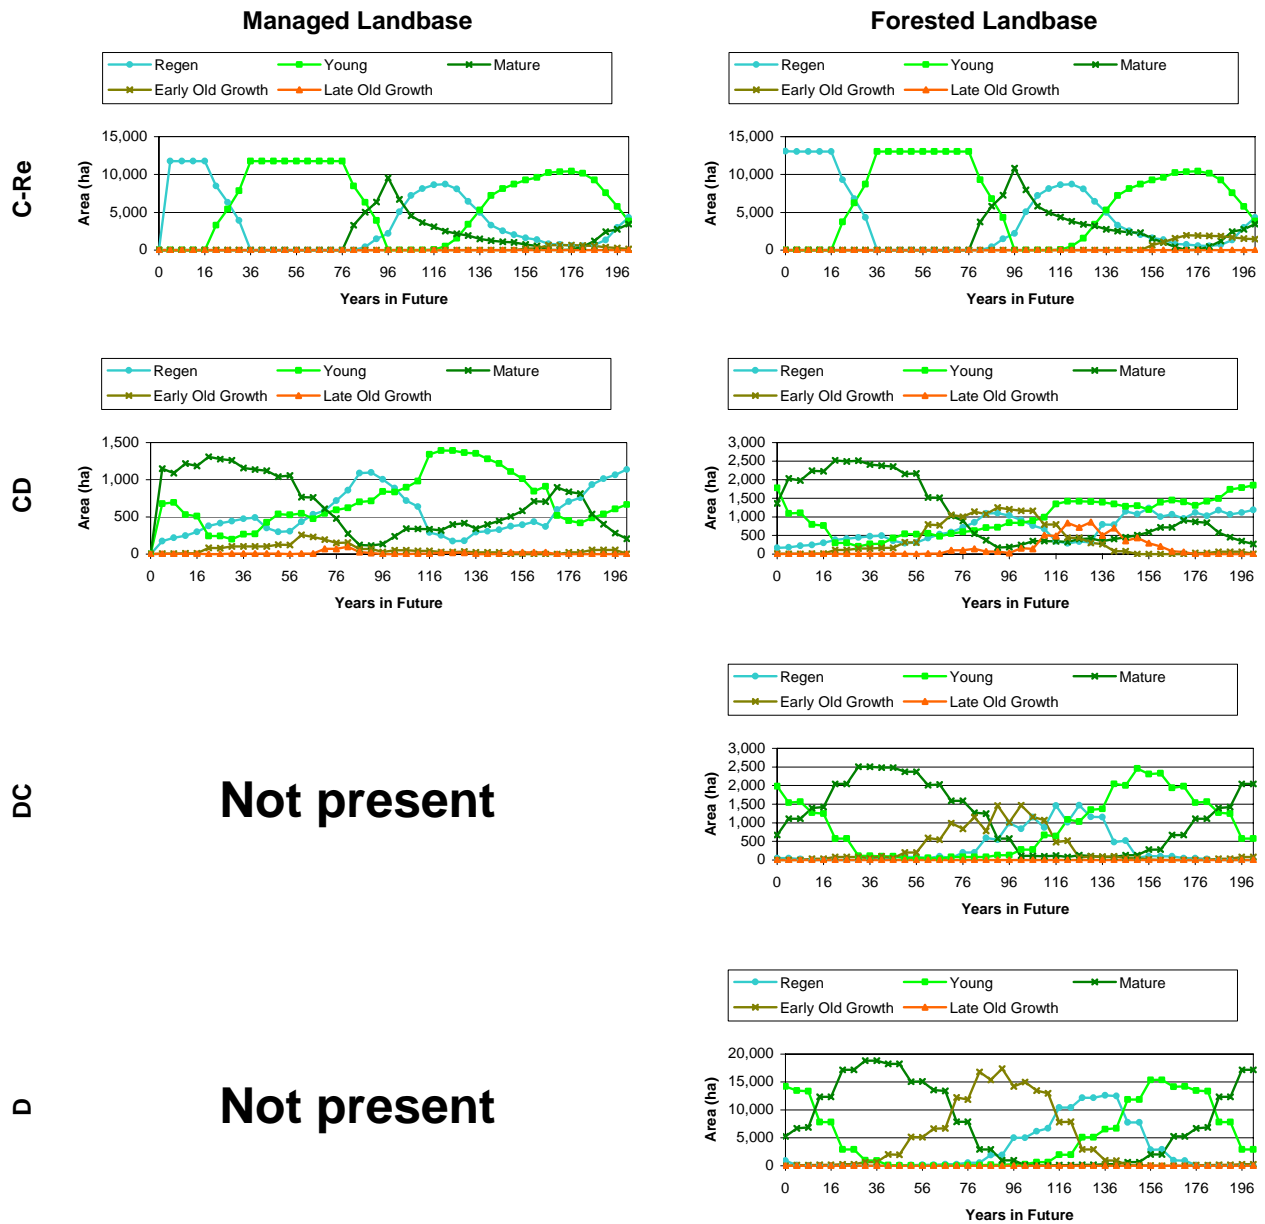 Managed Landbase
Forested Landbase
C-Re
Regen Young Mature
Early Old Growth Late Old Growth
Area (ha)
15,000
10,000
5,000
0
0 16 36 56 76 96 116 136 156 176 196
Years in Future
Regen Young Mature
Early Old Growth Late Old Growth
Area (ha)
15,000
10,000
5,000
0
0 16 36 56 76 96 116 136 156 176 196
Years in Future
CD
Regen Young Mature
Early Old Growth Late Old Growth
Area (ha)
1,500
1,000
500
0
0 16 36 56 76 96 116 136 156 176 196
Years in Future
Regen Young Mature
Early Old Growth Late Old Growth
Area (ha)
3,000
2,500
2,000
1,500
1,000
500
0
0 16 36 56 76 96 116 136 156 176 196
Years in Future
DC
Not present
Regen Young Mature
Early Old Growth Late Old Growth
Area (ha)
3,000
2,500
2,000
1,500
1,000
500
0
0 16 36 56 76 96 116 136 156 176 196
Years in Future
D
Not present
Regen Young Mature
Early Old Growth Late Old Growth
Area (ha)
20,000
15,000
10,000
5,000
0
0 16 36 56 76 96 116 136 156 176 196
Years in Future